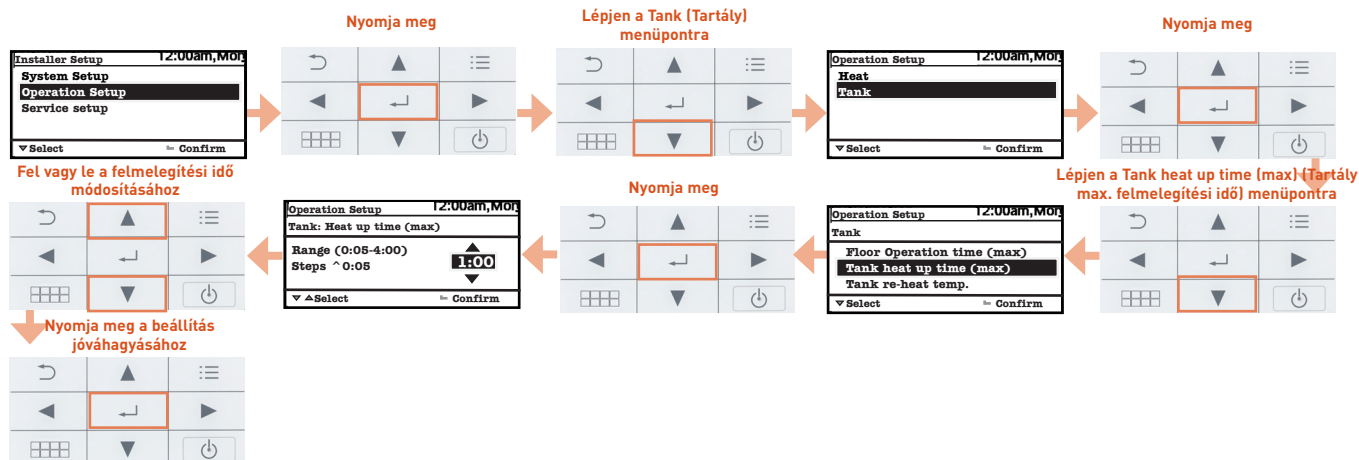 Installer Setup 12:00am,Mon
System Setup
Operation Setup
Service setup
▼Select Confirm
Nyomja meg
Lépjen a Tank (Tartály)
menüpontra
Operation Setup 12:00am,Mon
Heat
Tank
▼Select Confirm
Nyomja meg
Lépjen a Tank heat up time (max) (Tartály
max. felmelegítési idő) menüpontra
Operation Setup 12:00am,Mon
Tank
Floor Operation time (max)
Tank heat up time (max)
Tank re-heat temp.
▼Select Confirm
Nyomja meg
Operation Setup 12:00am,Mon
Tank: Heat up time (max)
Range (0:05-4:00)
Steps ^0:05
1:00
▼ ▲Select Confirm
Fel vagy le a felmelegítési idő
módosításához
Nyomja meg a beállítás
jóváhagyásához